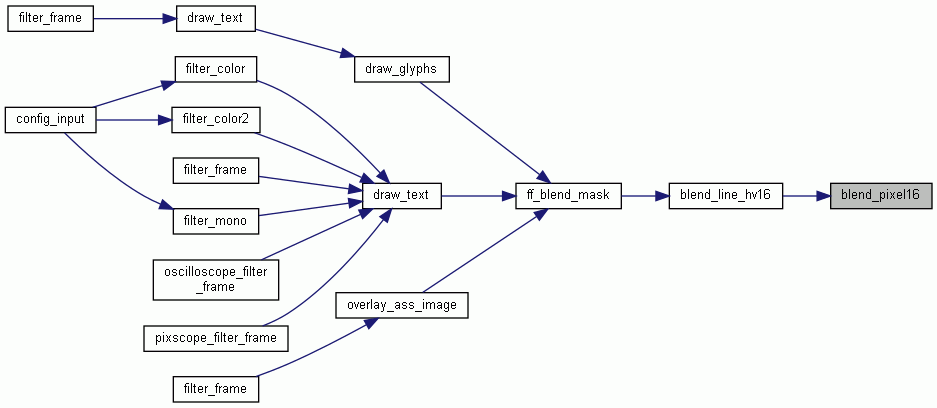 filter_frame
draw_text
draw_glyphs
filter_color
config_input
filter_color2
filter_frame
draw_text
ff_blend_mask
blend_line_hv16
blend_pixel16
filter_mono
oscilloscope_filter
_frame
overlay_ass_image
pixscope_filter_frame
filter_frame